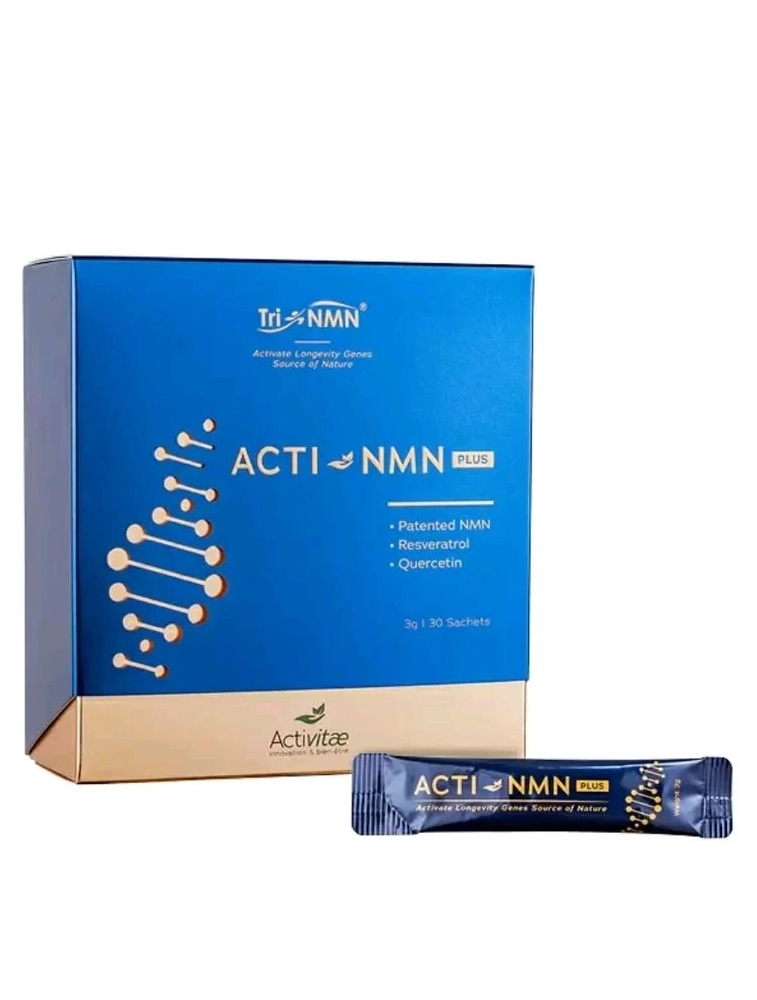 Tri NMN®
Activate Longevity Genes
Source of Nature
ACTI NMN PLUS
• Patented NMN
• Resveratrol
• Quercetin
3g | 30 Sachets
Activitæ
innovation & bien-être
ACTI NMN PLUS
Activate Longevity Genes Source of Nature